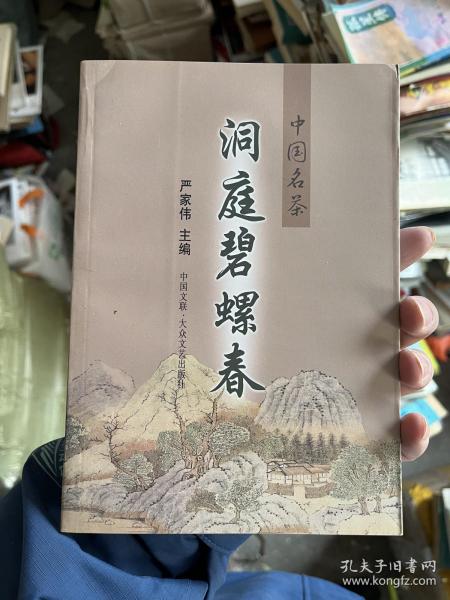 中国名茶
洞庭碧螺春
严家伟 主编
中国文联·大众文艺出版社
孔夫子旧书网
www.kongfz.com